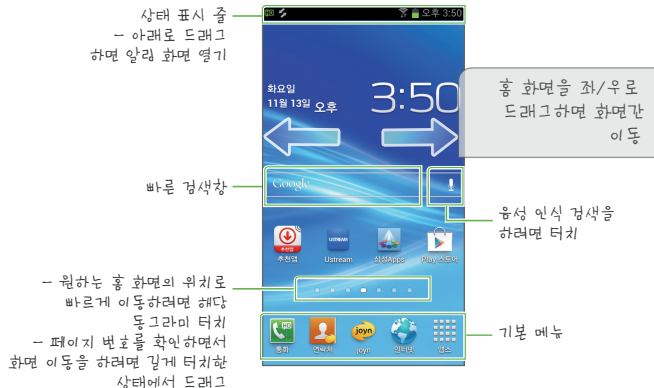 상태 표시 줄
- 아래로 드래그
하면 알림 화면 열기
오후 3:50
화요일
11월 13일 오후
3:50
홈 화면을 좌/우로
드래그하면 화면간
이동
빠른 검색창
Google
음성 인식 검색을
하려면 터치
추천앱
추천앱 Ustream 삼성Apps Play 스토어
USTREAM
- 원하는 홈 화면의 위치로
빠르게 이동하려면 해당
동그라미 터치
- 페이지 번호를 확인하면서
화면 이동을 하려면 길게 터치한
상태에서 드래그
HD
joyn
통화 연락처 joyn 인터넷 앱스
기본 메뉴